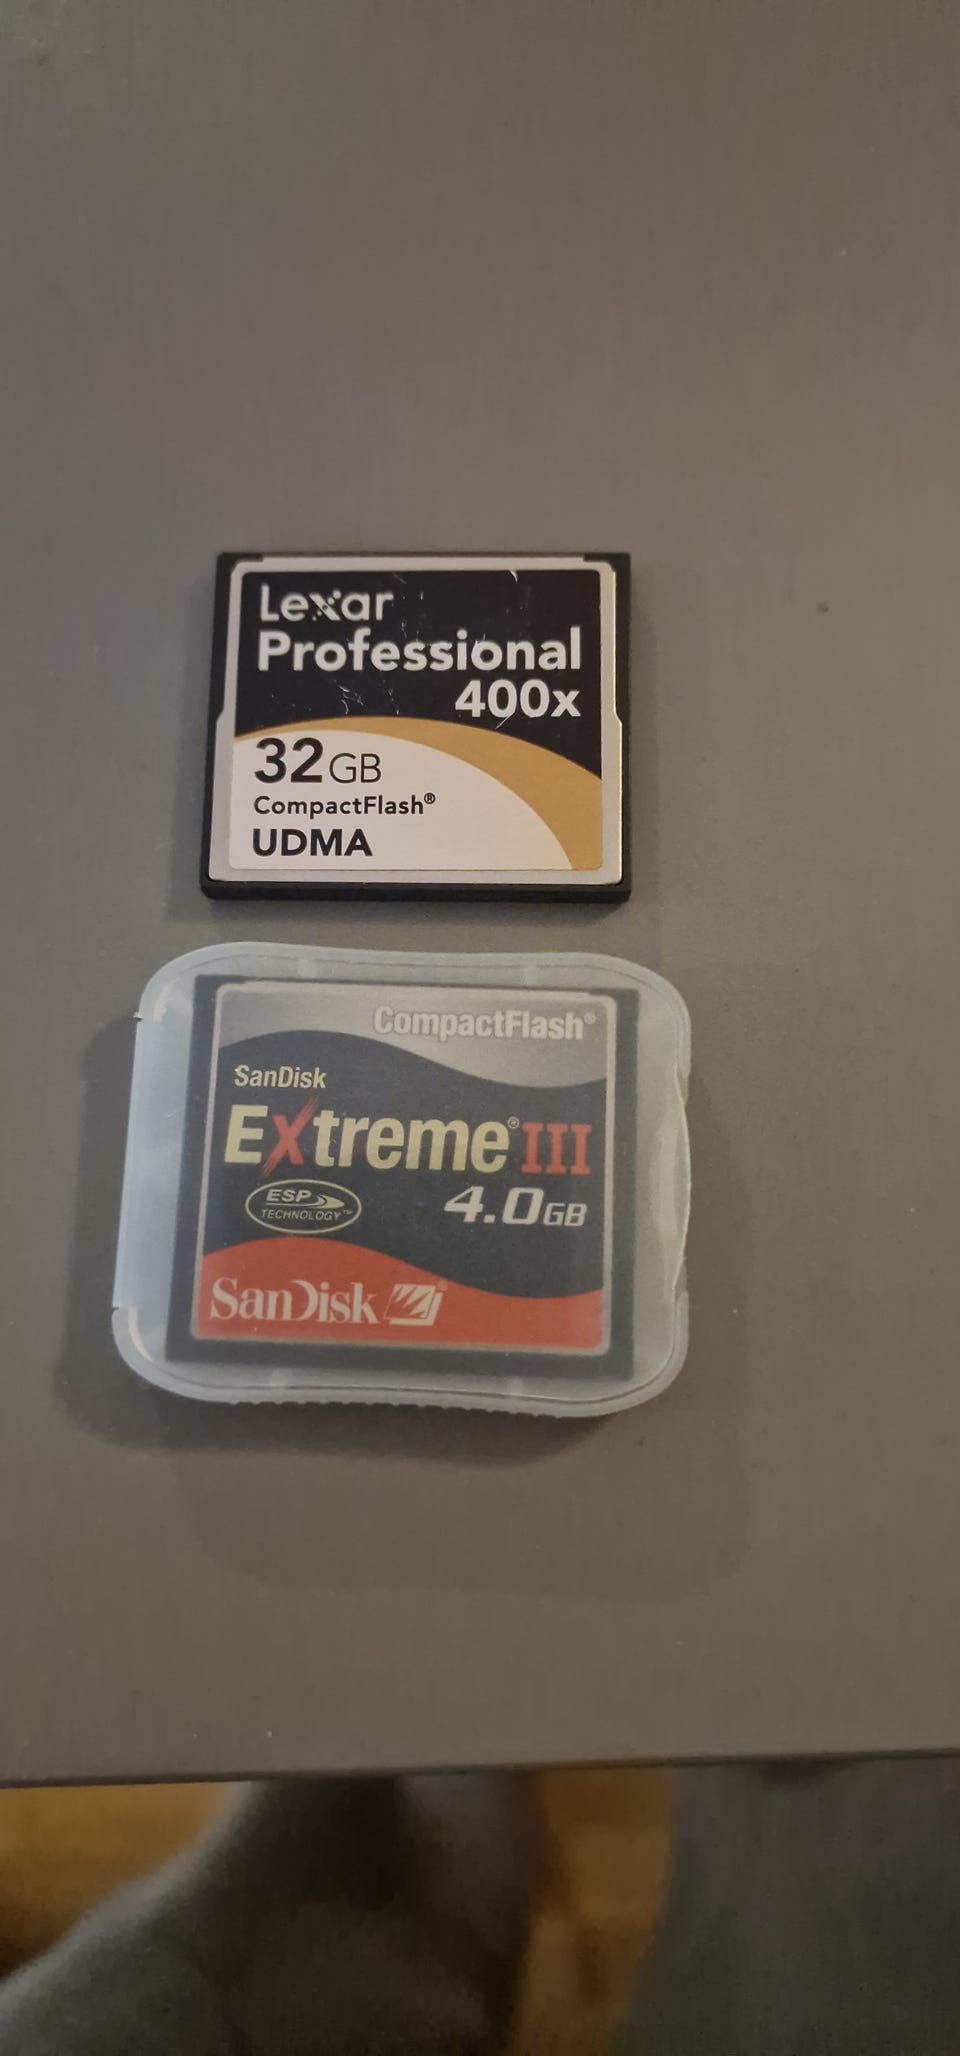 Lexar
Professional
400x
32GB
CompactFlash®
UDMA
CompactFlash®
SanDisk
Extreme® III
ESP
TECHNOLOGY™
4.0GB
SanDisk®